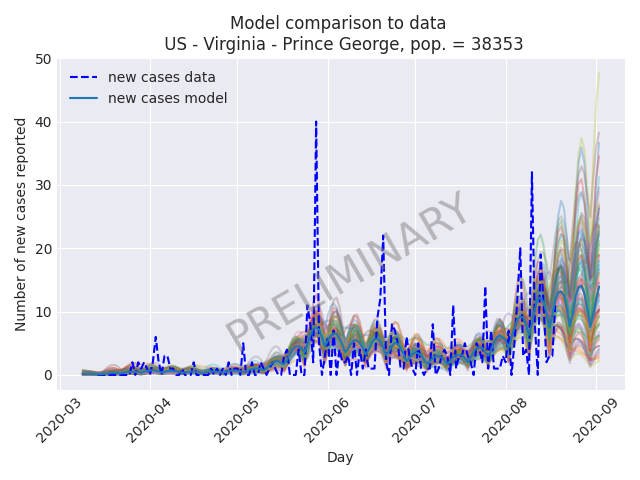 Model comparison to data
US - Virginia - Prince George, pop. = 38353
new cases data
new cases model
Number of new cases reported
50
40
30
20
10
0
PRELIMINARY
2020-03
2020-04
2020-05
2020-06
2020-07
2020-08
2020-09
Day